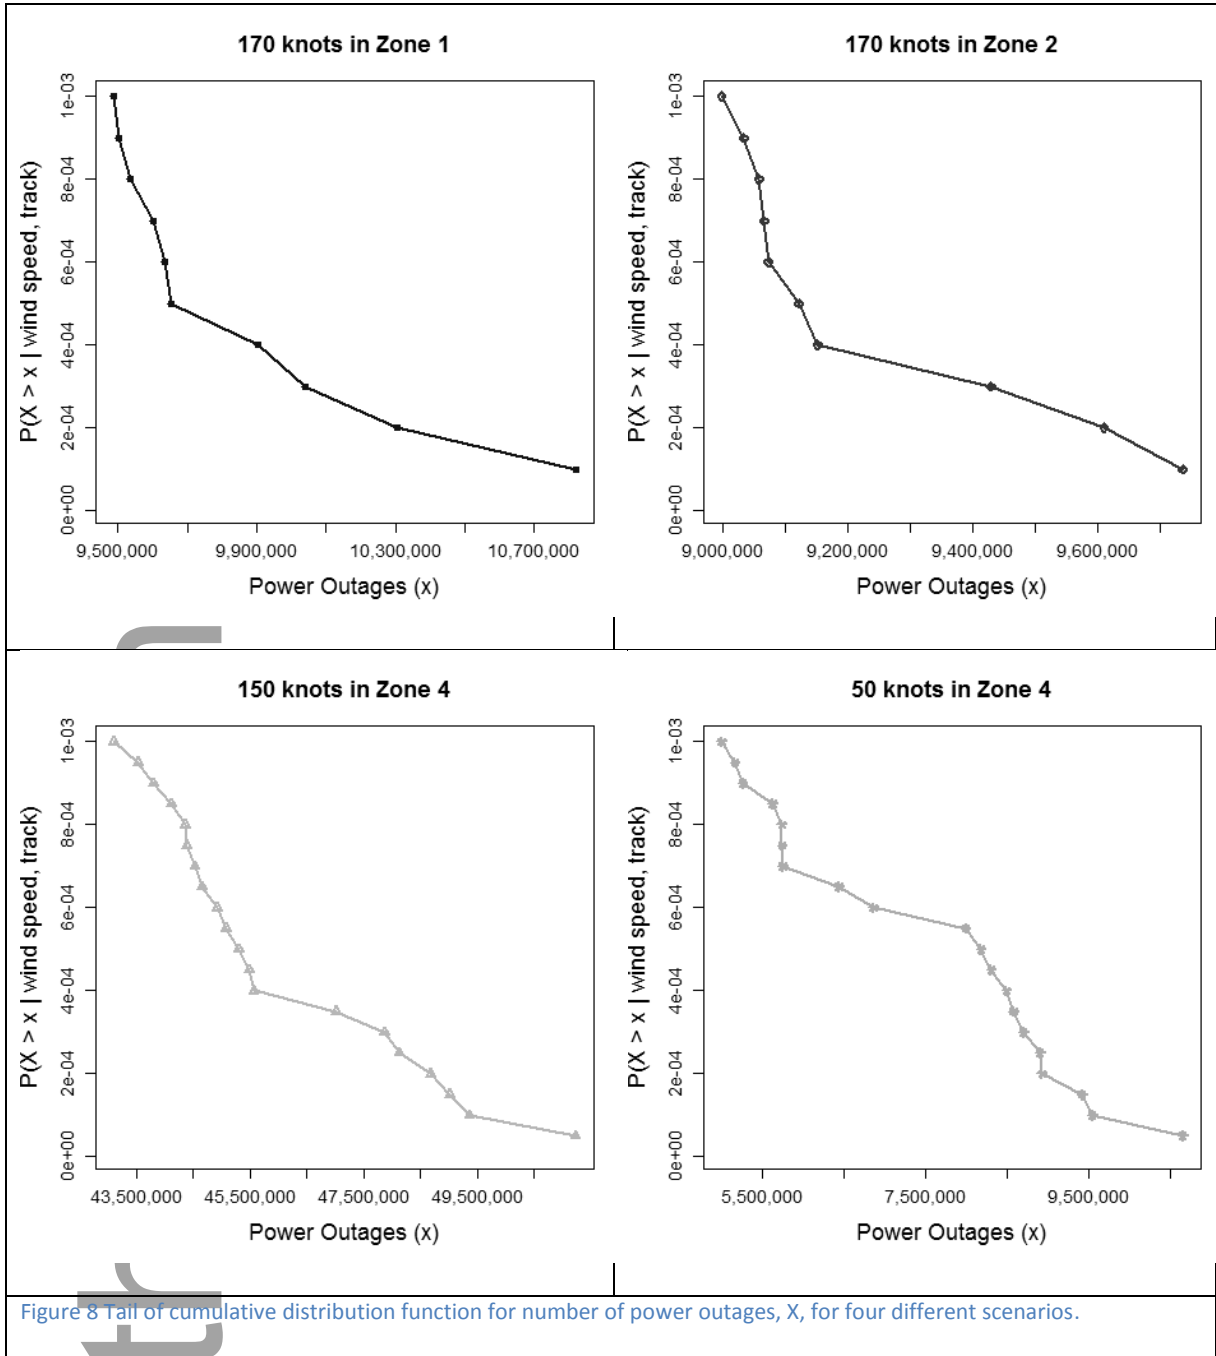 170 knots in Zone 1
P(X > x | wind speed, track)
1e-03
8e-04
6e-04
4e-04
2e-04
0e+00
9,500,000 9,900,000 10,300,000 10,700,000
Power Outages (x)
170 knots in Zone 2
P(X > x | wind speed, track)
1e-03
8e-04
6e-04
4e-04
2e-04
0e+00
9,000,000 9,200,000 9,400,000 9,600,000
Power Outages (x)
150 knots in Zone 4
P(X > x | wind speed, track)
1e-03
8e-04
6e-04
4e-04
2e-04
0e+00
43,500,000 45,500,000 47,500,000 49,500,000
Power Outages (x)
50 knots in Zone 4
P(X > x | wind speed, track)
1e-03
8e-04
6e-04
4e-04
2e-04
0e+00
5,500,000 7,500,000 9,500,000
Power Outages (x)
Figure 8 Tail of cumulative distribution function for number of power outages, X, for four different scenarios.